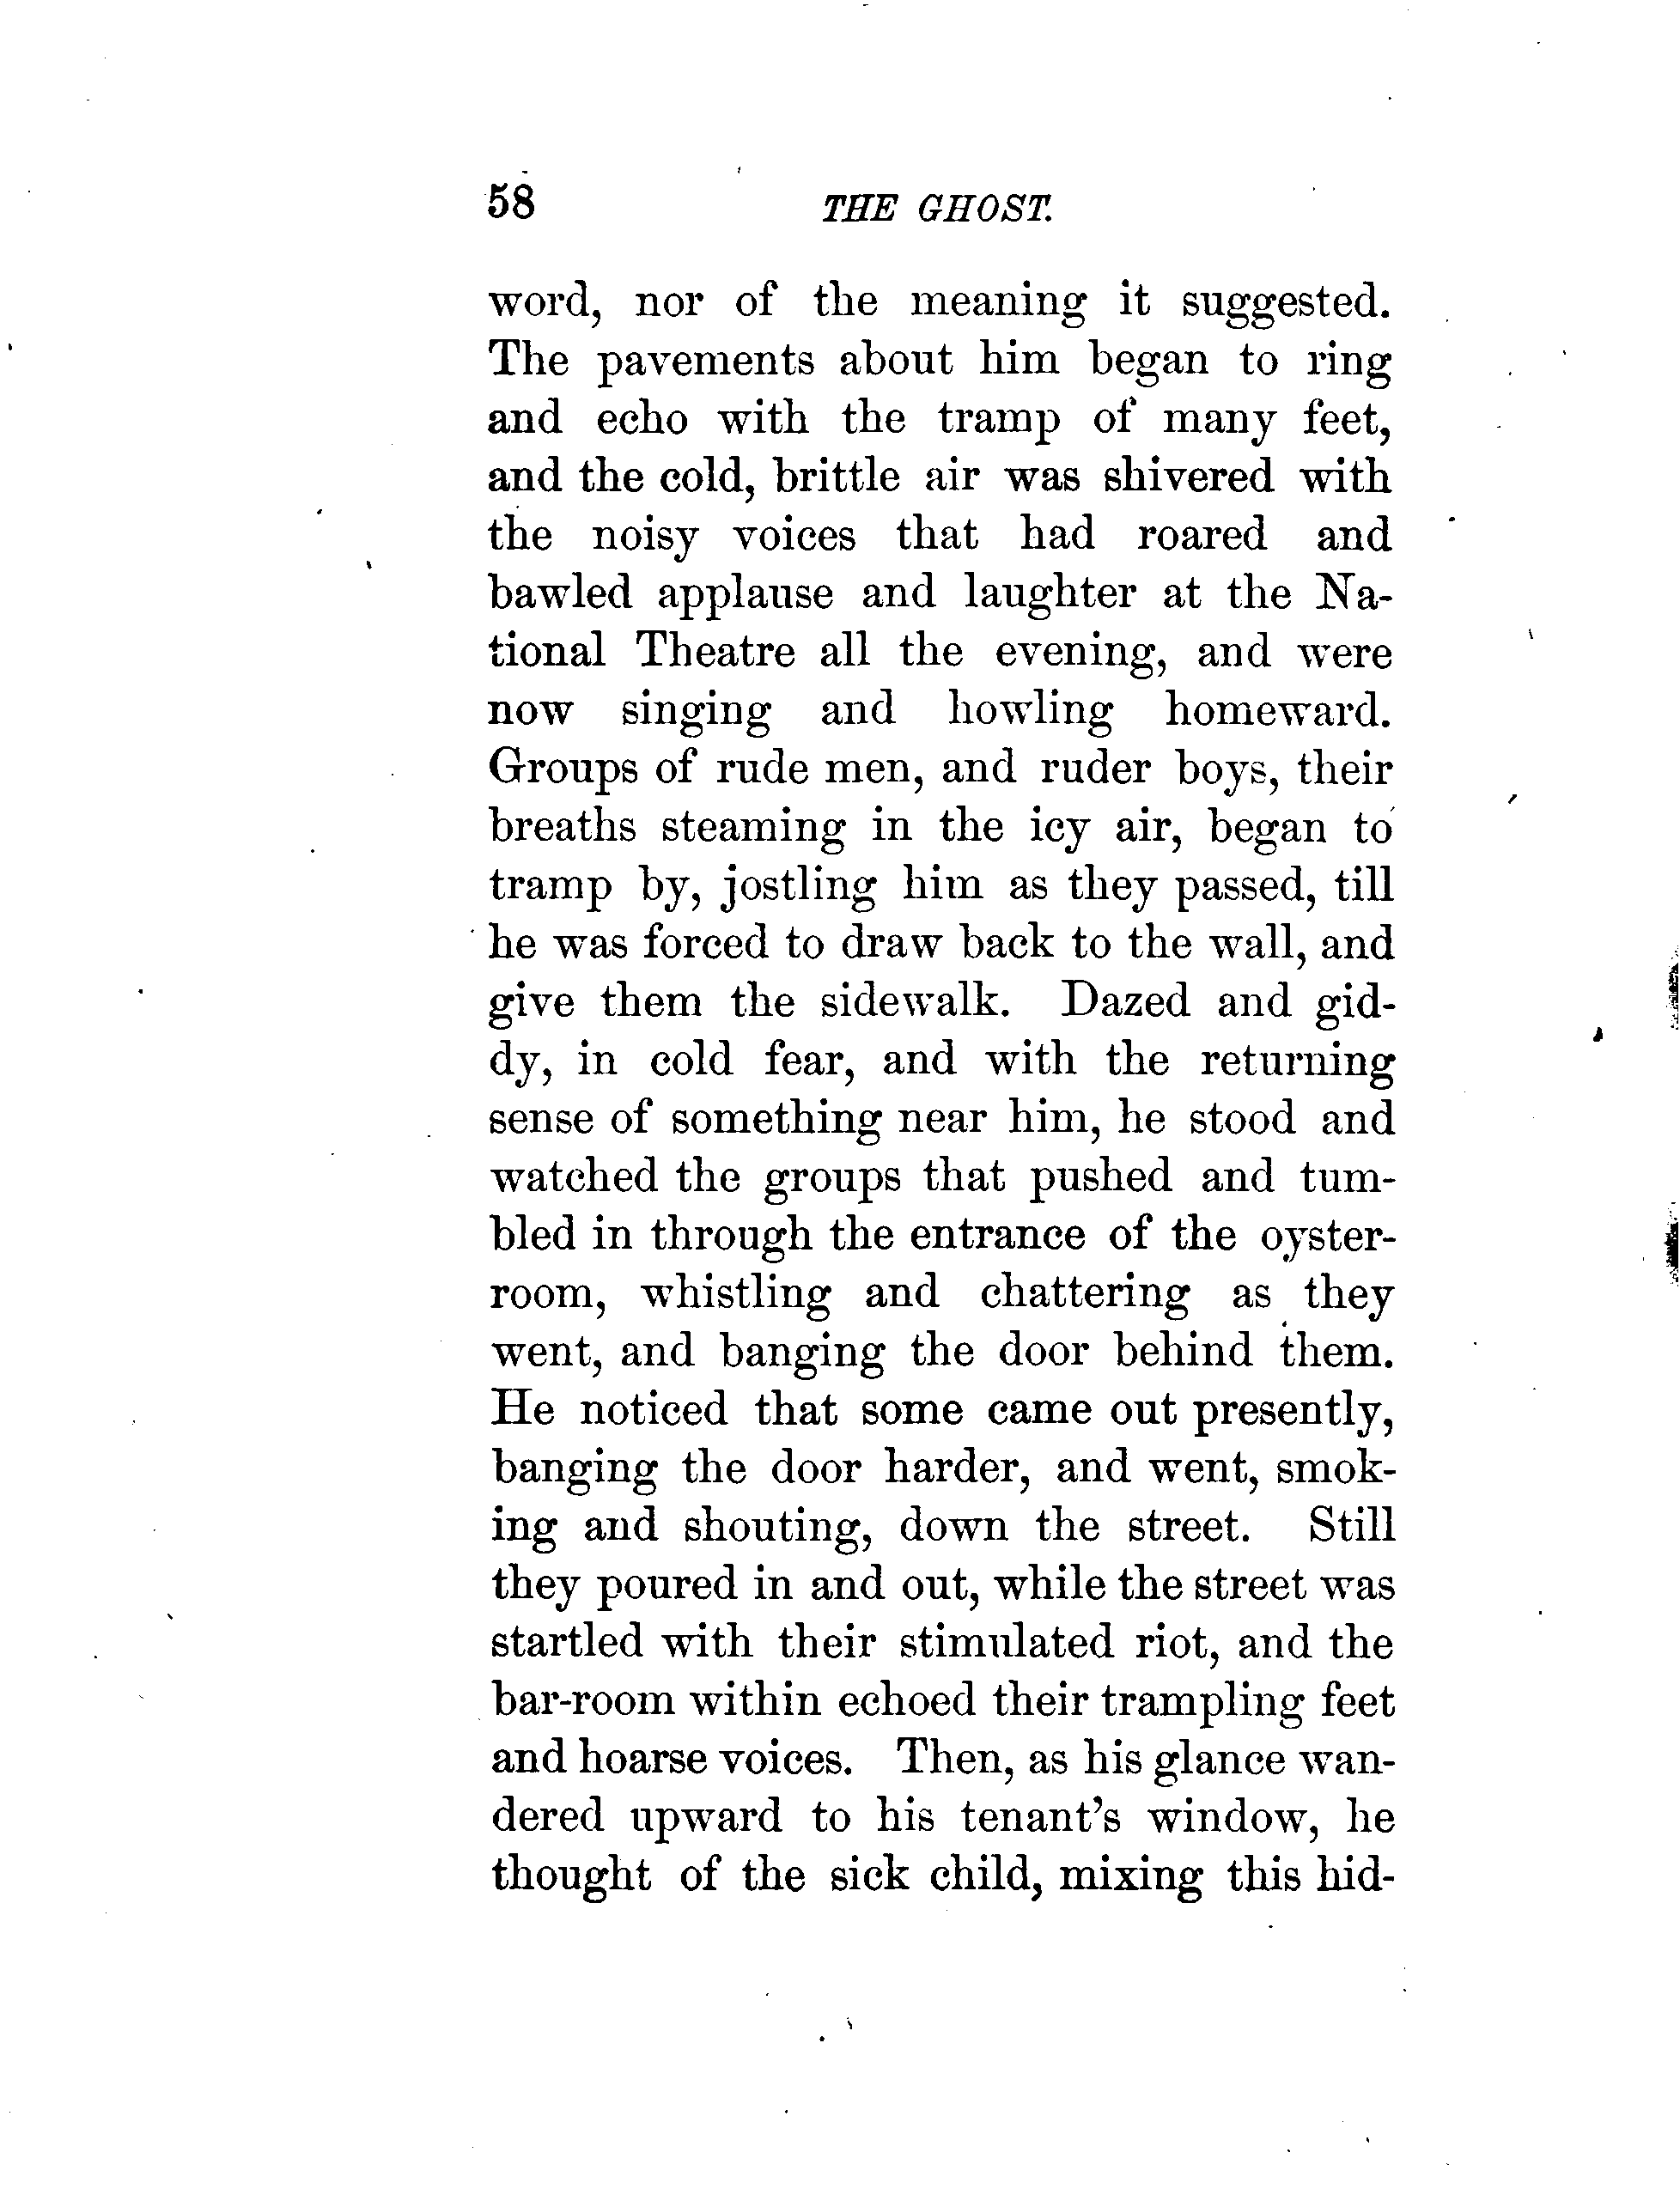 58 THE GHOST.
word, nor of the meaning it suggested.
The pavements about him began to ring
and echo with the tramp of many feet,
and the cold, brittle air was shivered with
the noisy voices that had roared and
bawled applause and laughter at the Na-
tional Theatre all the evening, and were
now singing and howling homeward.
Groups of rude men, and ruder boys, their
breaths steaming in the icy air, began to
tramp by, jostling him as they passed, till
he was forced to draw back to the wall, and
give them the sidewalk. Dazed and gid-
dy, in cold fear, and with the returning
sense of something near him, he stood and
watched the groups that pushed and tum-
bled in through the entrance of the oyster-
room, whistling and chattering as they
went, and banging the door behind them.
He noticed that some came out presently,
banging the door harder, and went, smok-
ing and shouting, down the street. Still
they poured in and out, while the street was
startled with their stimulated riot, and the
bar-room within echoed their trampling feet
and hoarse voices. Then, as his glance wan-
dered upward to his tenant's window, he
thought of the sick child, mixing this hid-